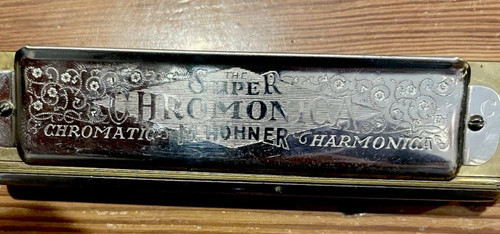 THE
SUPER
CHROMONICA
CHROMATIC M. HOHNER HARMONICA